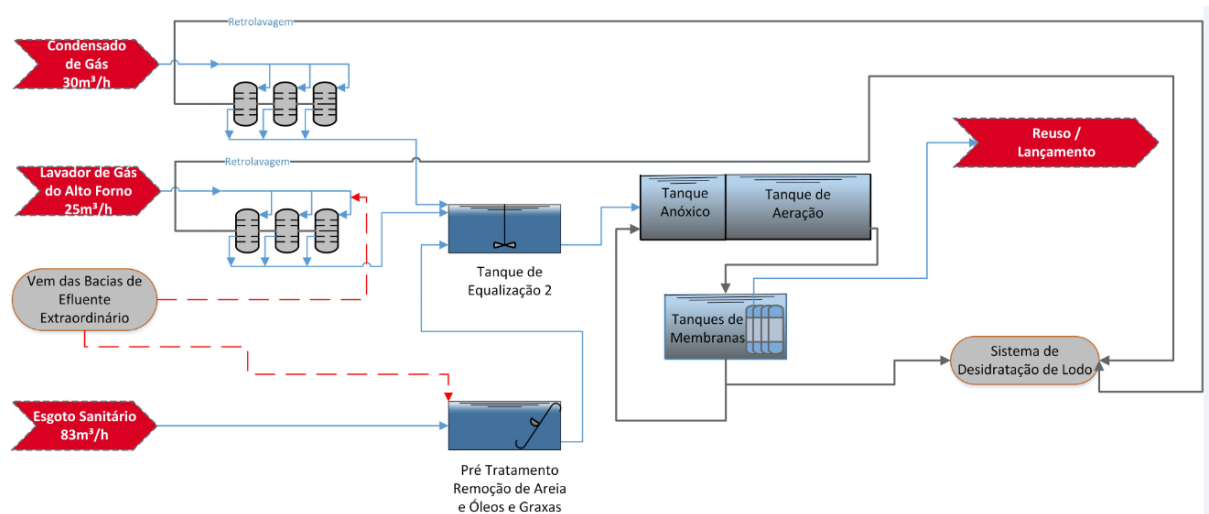 Retrolavagem
Condensado
de Gás
30m³/h
Retrolavagem
Lavador de Gás
do Alto Forno
25m³/h
Reuso /
Lançamento
Tanque
Anóxico
Tanque de
Aeração
Tanque de
Equalização 2
Vem das Bacias de
Efluente
Extraordinário
Tanques de
Membranas
Sistema de
Desidratação de Lodo
Esgoto Sanitário
83m³/h
Pré Tratamento
Remoção de Areia
e Óleos e Graxas